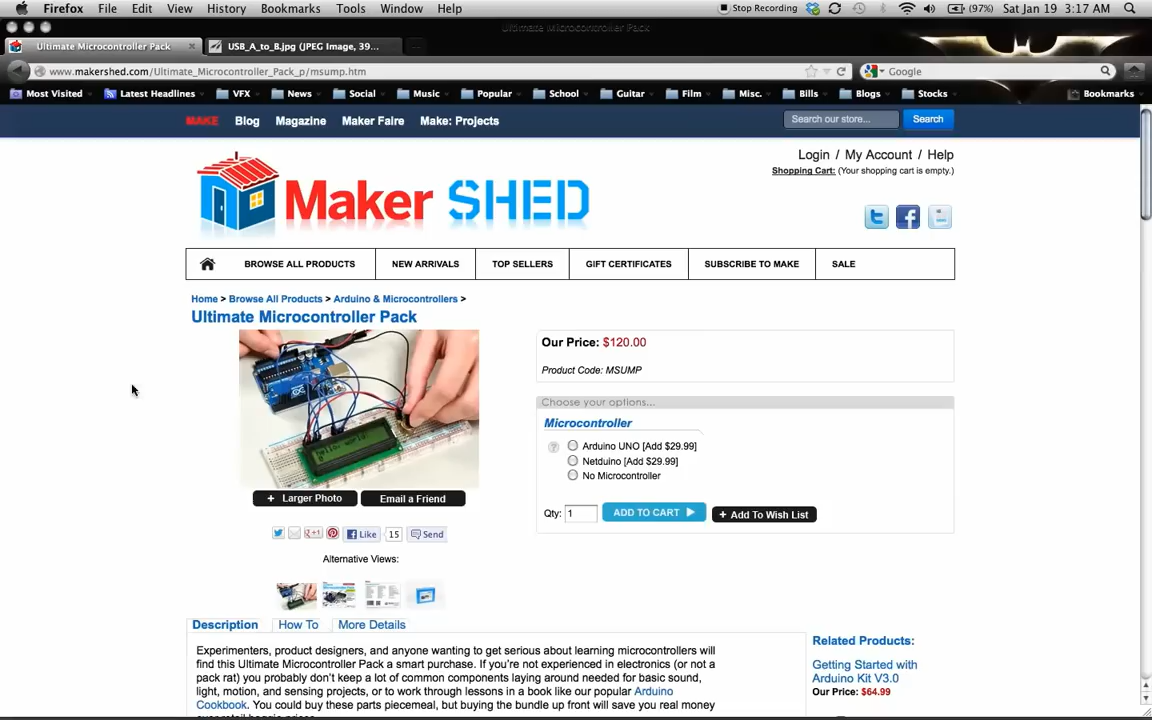 Firefox File Edit View History Bookmarks Tools Window Help Stop Recording (97%) Sat Jan 19 3:17 AM
Ultimate Microcontroller Pack
Ultimate Microcontroller Pack USB_A_to_B.jpg (JPEG Image, 39...
www.makershed.com/Ultimate_Microcontroller_Pack_p/msump.htm Google
Most Visited Latest Headlines VFX News Social Music Popular School Guitar Film Misc. Bills Blogs Stocks Bookmarks
MAKE Blog Magazine Maker Faire Make: Projects Search our store... Search
Login / My Account / Help
Shopping Cart: (Your shopping cart is empty.)
Maker SHED
BROWSE ALL PRODUCTS NEW ARRIVALS TOP SELLERS GIFT CERTIFICATES SUBSCRIBE TO MAKE SALE
Home > Browse All Products > Arduino & Microcontrollers >
Ultimate Microcontroller Pack
Our Price: $120.00
Product Code: MSUMP
Choose your options...
Microcontroller
? Arduino UNO [Add $29.99]
Netduino [Add $29.99]
No Microcontroller
Qty: 1 ADD TO CART + Add To Wish List
+ Larger Photo Email a Friend
+1 Like 15 Send
Alternative Views:
Description How To More Details
Experimenters, product designers, and anyone wanting to get serious about learning microcontrollers will
find this Ultimate Microcontroller Pack a smart purchase. If you're not experienced in electronics (or not a
pack rat) you probably don't keep a lot of common components laying around needed for basic sound,
light, motion, and sensing projects, or to work through lessons in a book like our popular Arduino
Cookbook. You could buy these parts piecemeal, but buying the bundle up front will save you real money
Related Products:
Getting Started with
Arduino Kit V3.0
Our Price: $64.99